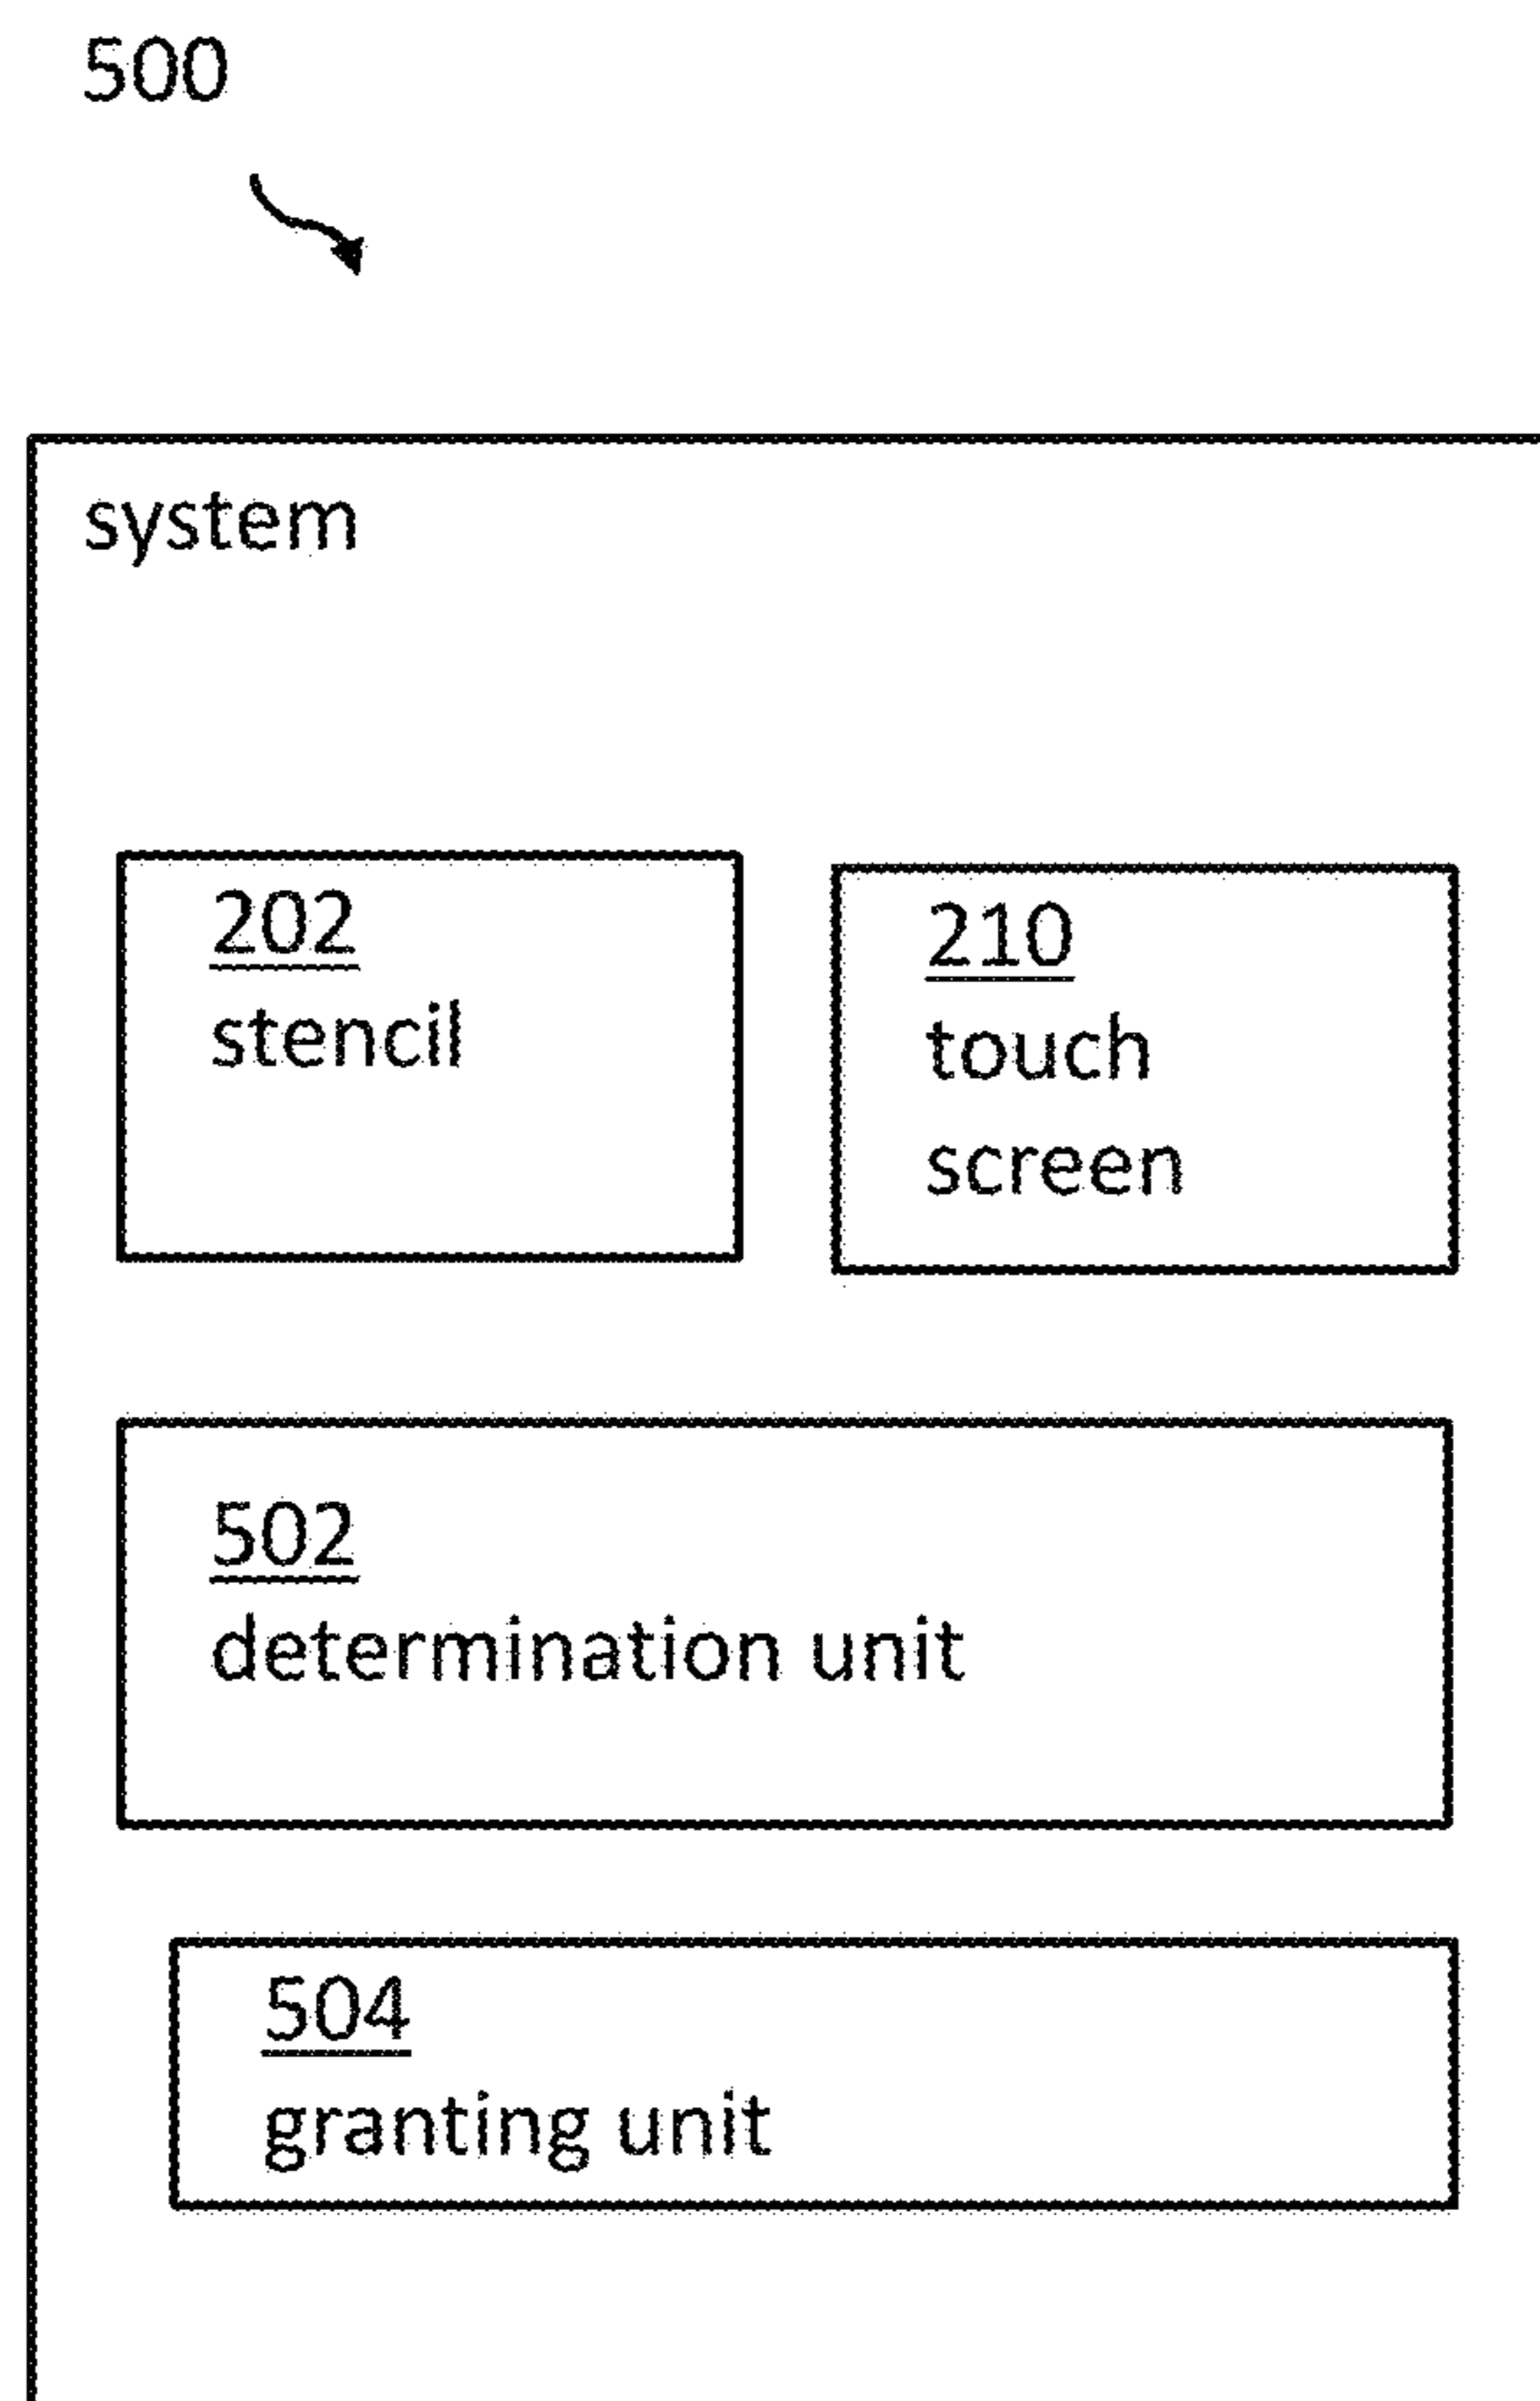 500
system
202
stencil
210
touch
screen
502
determination unit
504
granting unit